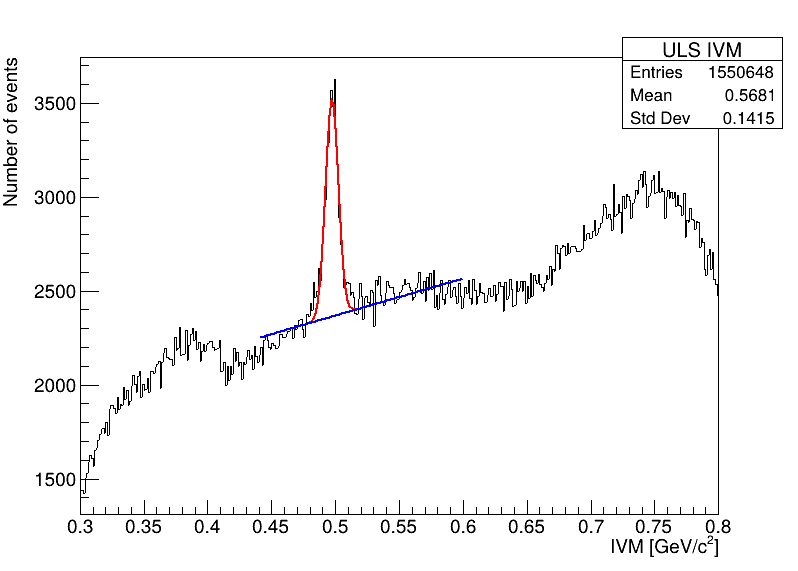 ULS IVM
Entries 1550648
Mean 0.5681
Std Dev 0.1415
Number of events
3500
3000
2500
2000
1500
0.3 0.35 0.4 0.45 0.5 0.55 0.6 0.65 0.7 0.75 0.8
IVM [GeV/c²]